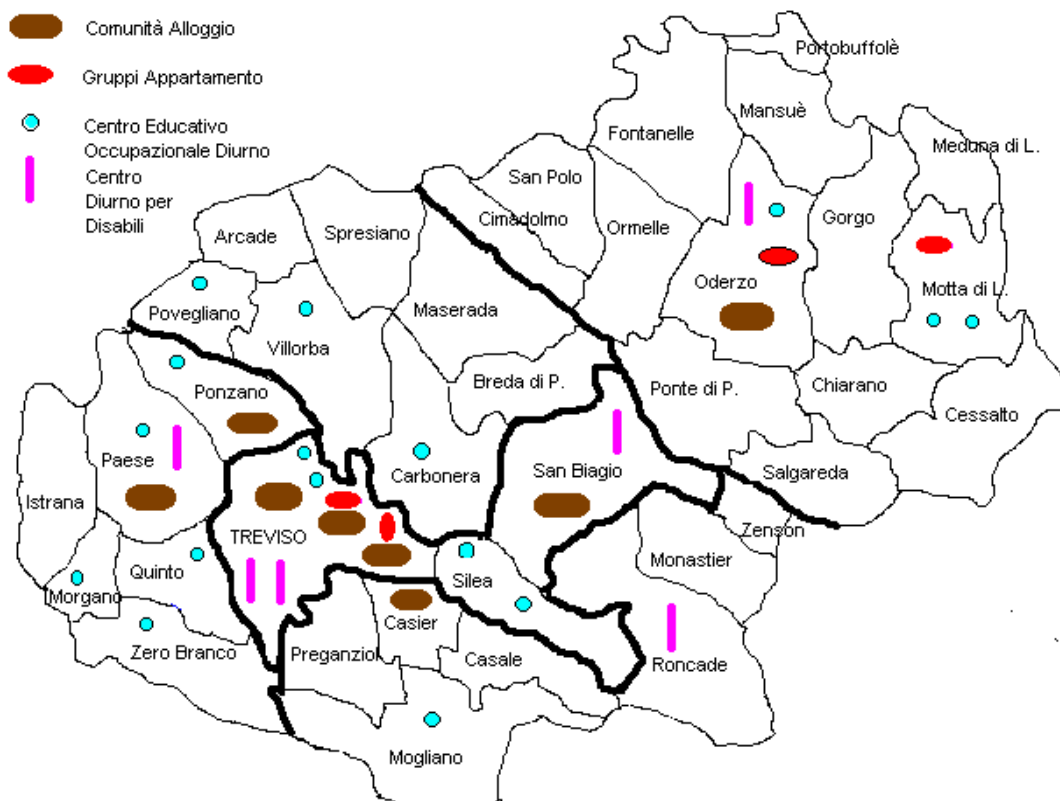 Comunità Alloggio
Gruppi Appartamento
Centro Educativo
Occupazionale Diurno
Centro
Diurno per
Disabili
Portobuffolè
Mansuè
Fontanelle
Meduna di L.
San Polo
Cimadolmo
Ormelle
Gorgo
Arcade
Spresiano
Oderzo
Motta di L.
Maserada
Povegliano
Villorba
Breda di P.
Ponte di P.
Chiarano
Cessalto
Ponzano
Paese
Carbonera
San Biagio
Salgareda
Istrana
TREVISO
Zenson
Monastier
Quinto
Silea
Morgano
Casier
Zero Branco
Preganziol
Casale
Roncade
Mogliano